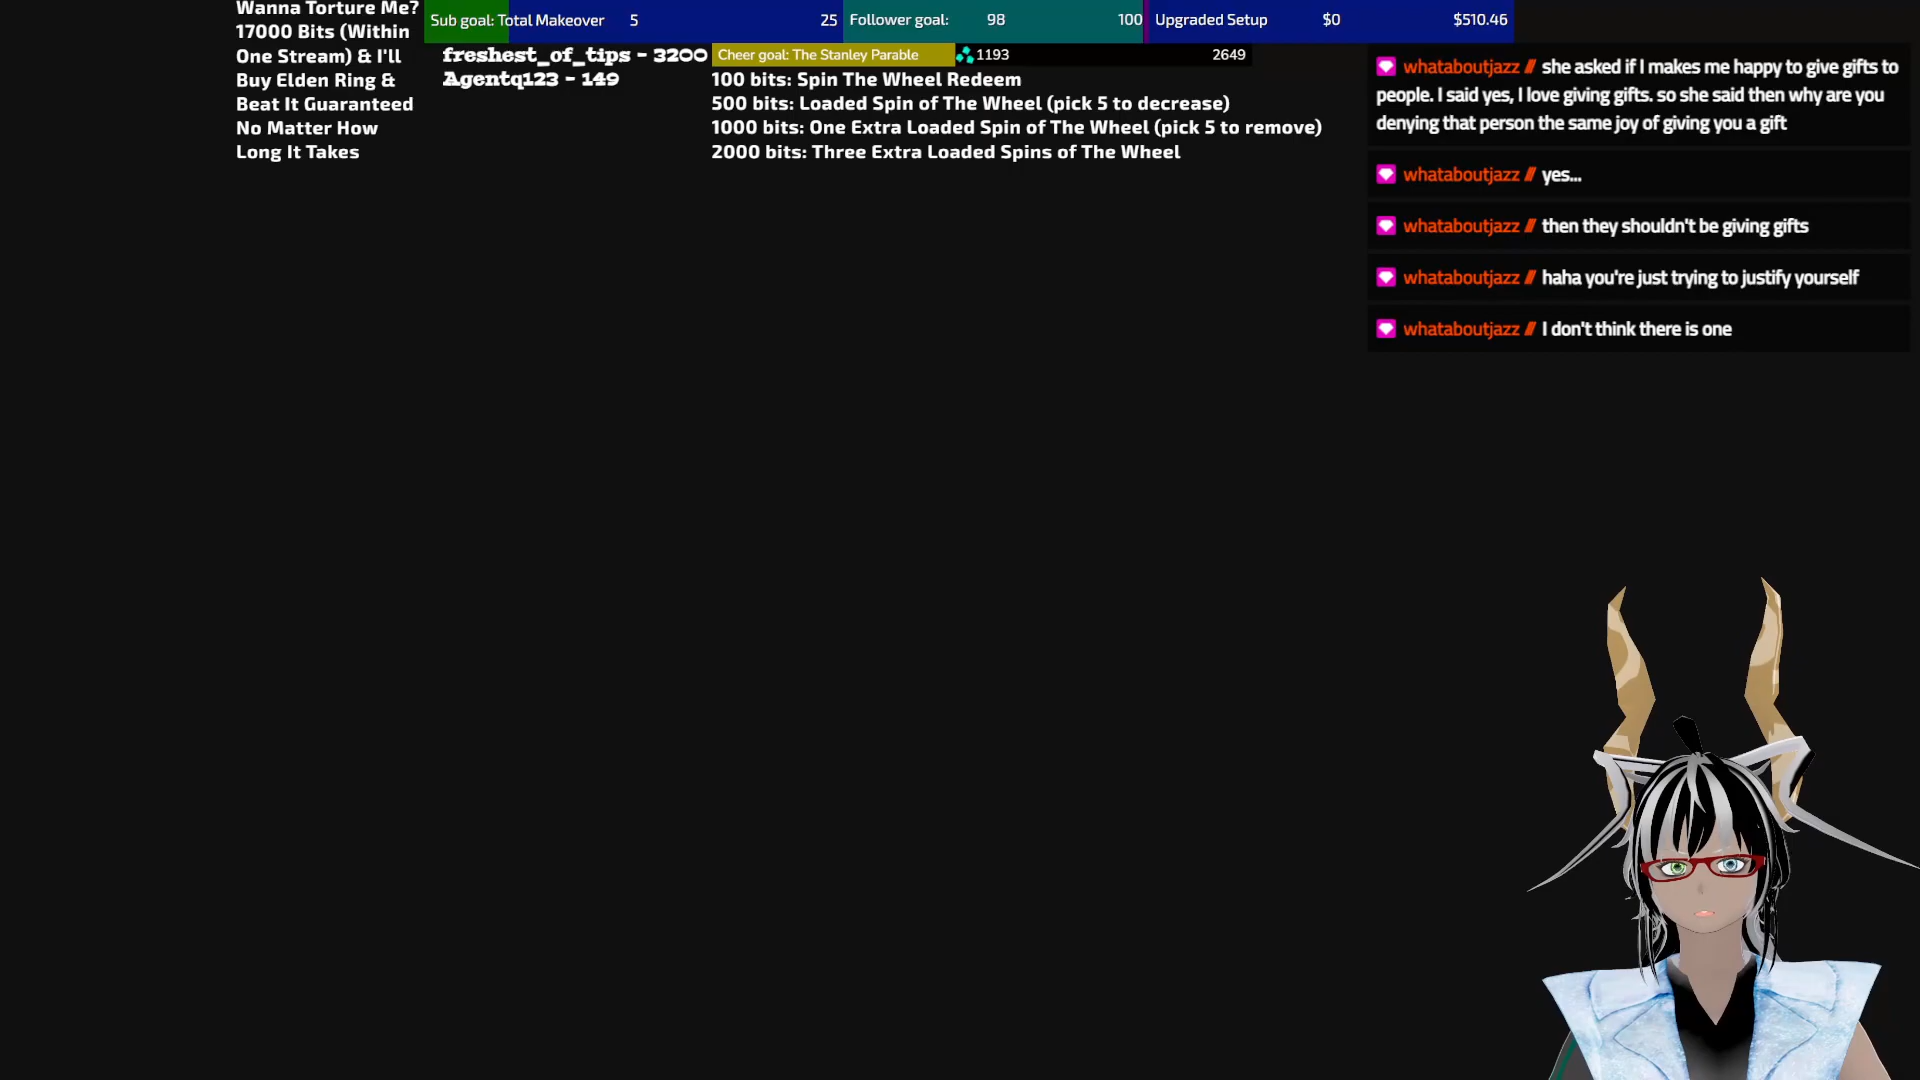 Wanna Torture Me?
17000 Bits (Within
One Stream) & I'll
Buy Elden Ring &
Beat It Guaranteed
No Matter How
Long It Takes
Sub goal: Total Makeover 5 25
Follower goal: 98 100
Upgraded Setup $0 $510.46
freshest_of_tips - 3200
Agentq123 - 149
Cheer goal: The Stanley Parable 1193 2649
100 bits: Spin The Wheel Redeem
500 bits: Loaded Spin of The Wheel (pick 5 to decrease)
1000 bits: One Extra Loaded Spin of The Wheel (pick 5 to remove)
2000 bits: Three Extra Loaded Spins of The Wheel
whataboutjazz // she asked if I makes me happy to give gifts to
people. I said yes, I love giving gifts. so she said then why are you
denying that person the same joy of giving you a gift
whataboutjazz // yes...
whataboutjazz // then they shouldn't be giving gifts
whataboutjazz // haha you're just trying to justify yourself
whataboutjazz // I don't think there is one